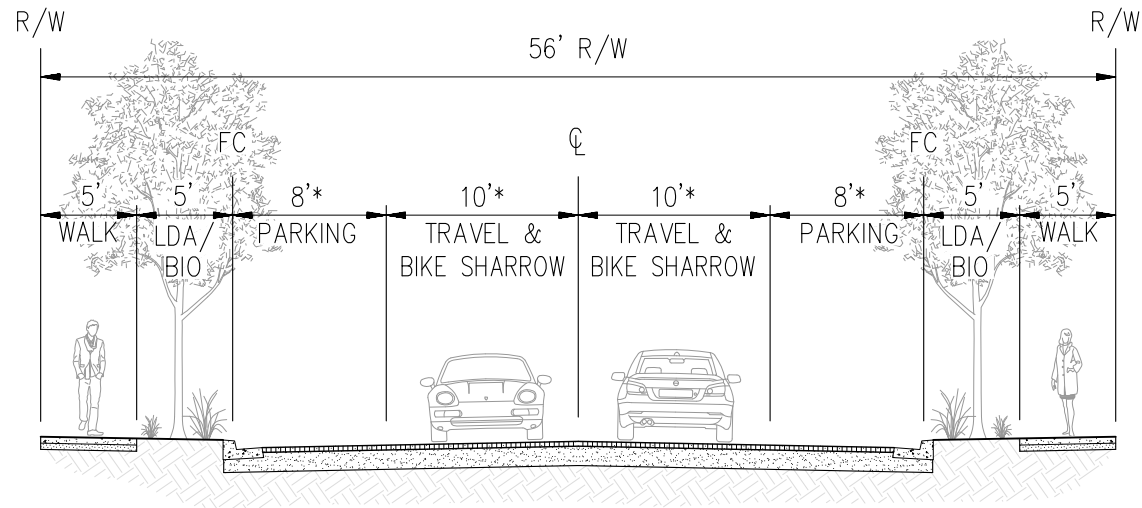 R/W
R/W
56' R/W
FC
℄
FC
5'
5'
8'*
10'*
10'*
8'*
5'
5'
WALK
LDA/
BIO
PARKING
TRAVEL &
BIKE SHARROW
TRAVEL &
BIKE SHARROW
PARKING
LDA/
BIO
WALK